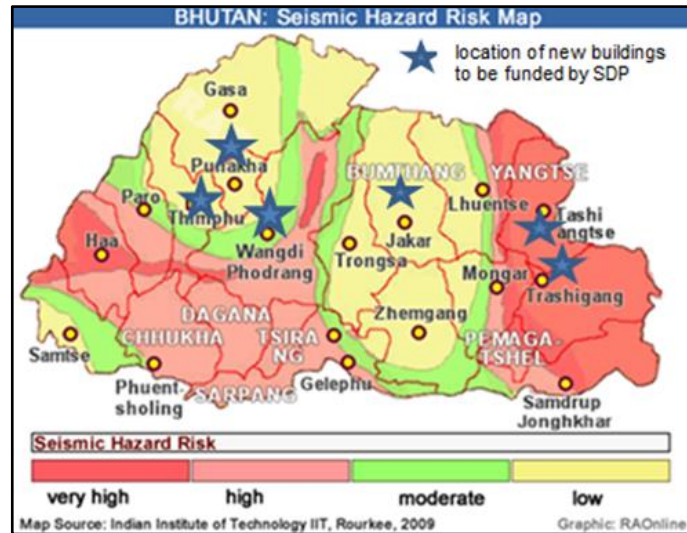 BHUTAN: Seismic Hazard Risk Map
location of new buildings
to be funded by SDP
Gasa
Punakha
BUMTHANG
YANGTSE
Paro
Thimphu
Lhuentse
Tashi
Haa
Wangdi
Phodrang
Jakar
Trongsa
Mongar
Trashigang
DAGANA
Zhemgang
CHHUKHA
TSIRA
NG
PEMAGA-
TSHEL
Samtse
Phuent-
sholing
SARPANG
Gelephu
Samdrup
Jonghkhar
Seismic Hazard Risk
very high
high
moderate
low
Map Source: Indian Institute of Technology IIT, Rourkee, 2009
Graphic: RAOnline